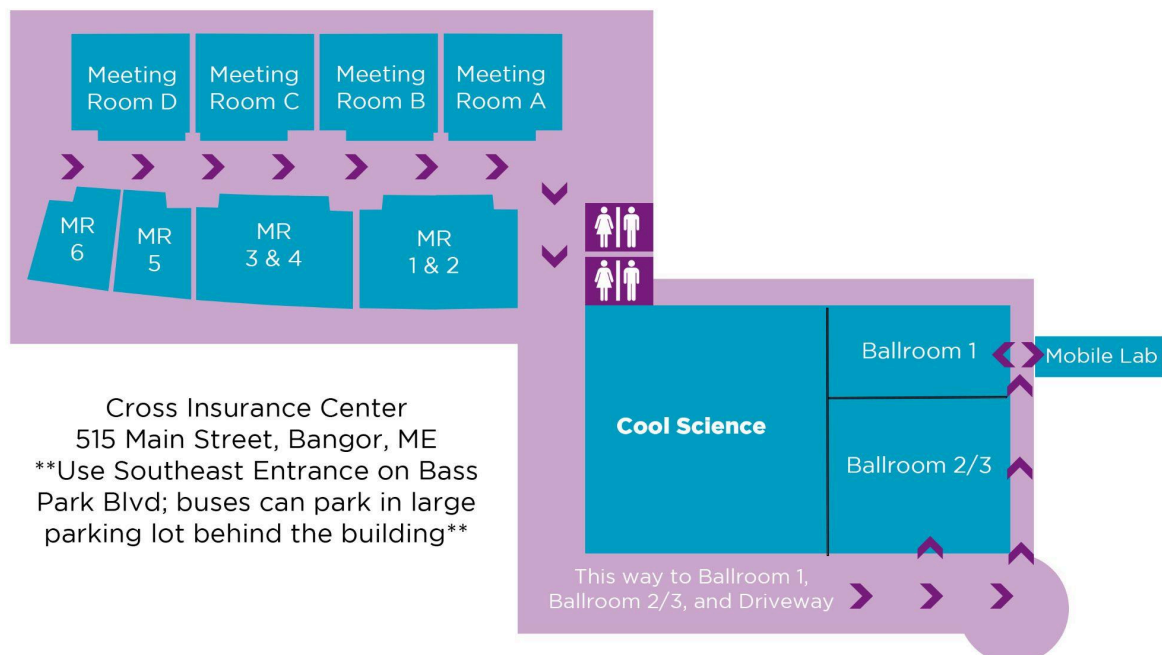 Meeting
Room D
Meeting
Room C
Meeting
Room B
Meeting
Room A
MR
6
MR
5
MR
3 & 4
MR
1 & 2
Ballroom 1
Mobile Lab
Cool Science
Ballroom 2/3
Cross Insurance Center
515 Main Street, Bangor, ME
**Use Southeast Entrance on Bass
Park Blvd; buses can park in large
parking lot behind the building**
This way to Ballroom 1,
Ballroom 2/3, and Driveway